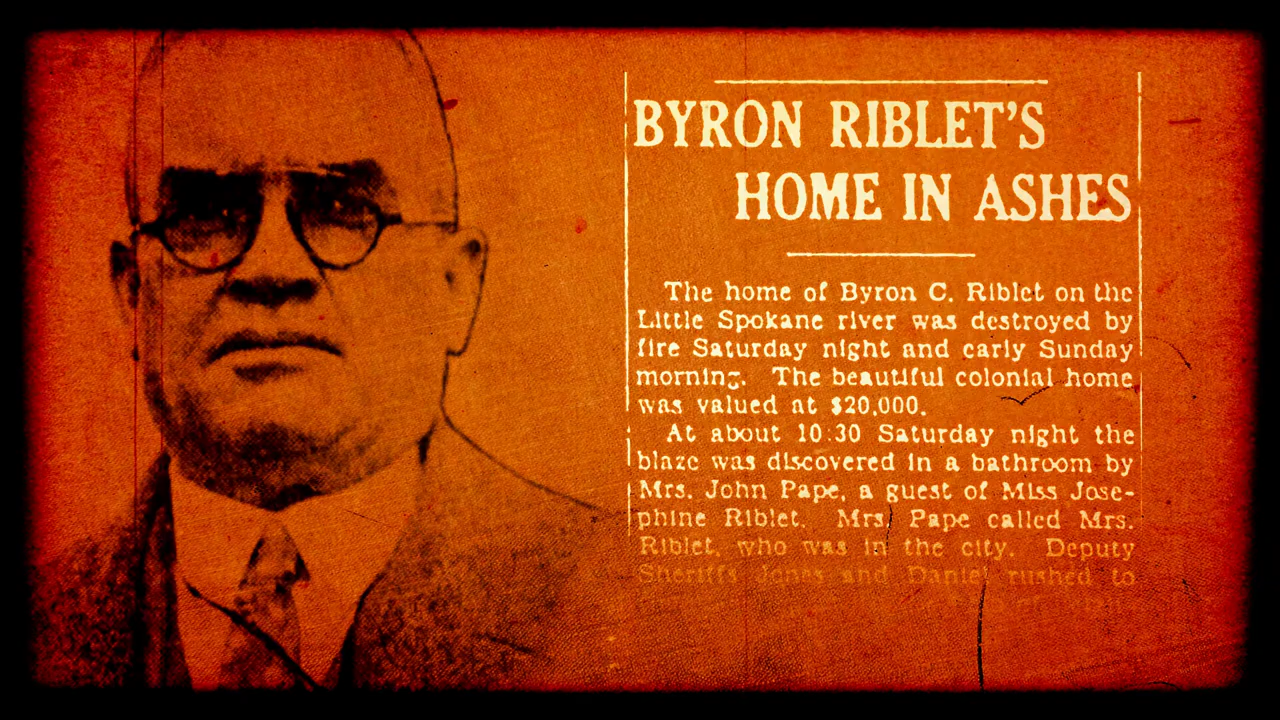 BYRON RIBLET'S
HOME IN ASHES
The home of Byron C. Riblet on the
Little Spokane river was destroyed by
fire Saturday night and early Sunday
morning. The beautiful colonial home
was valued at $20,000.
At about 10:30 Saturday night the
blaze was discovered in a bathroom by
Mrs. John Pape, a guest of Miss Jose-
phine Riblet. Mrs. Pape called Mrs.
Riblet, who was in the city. Deputy
Sheriffs Jones and Daniel rushed to